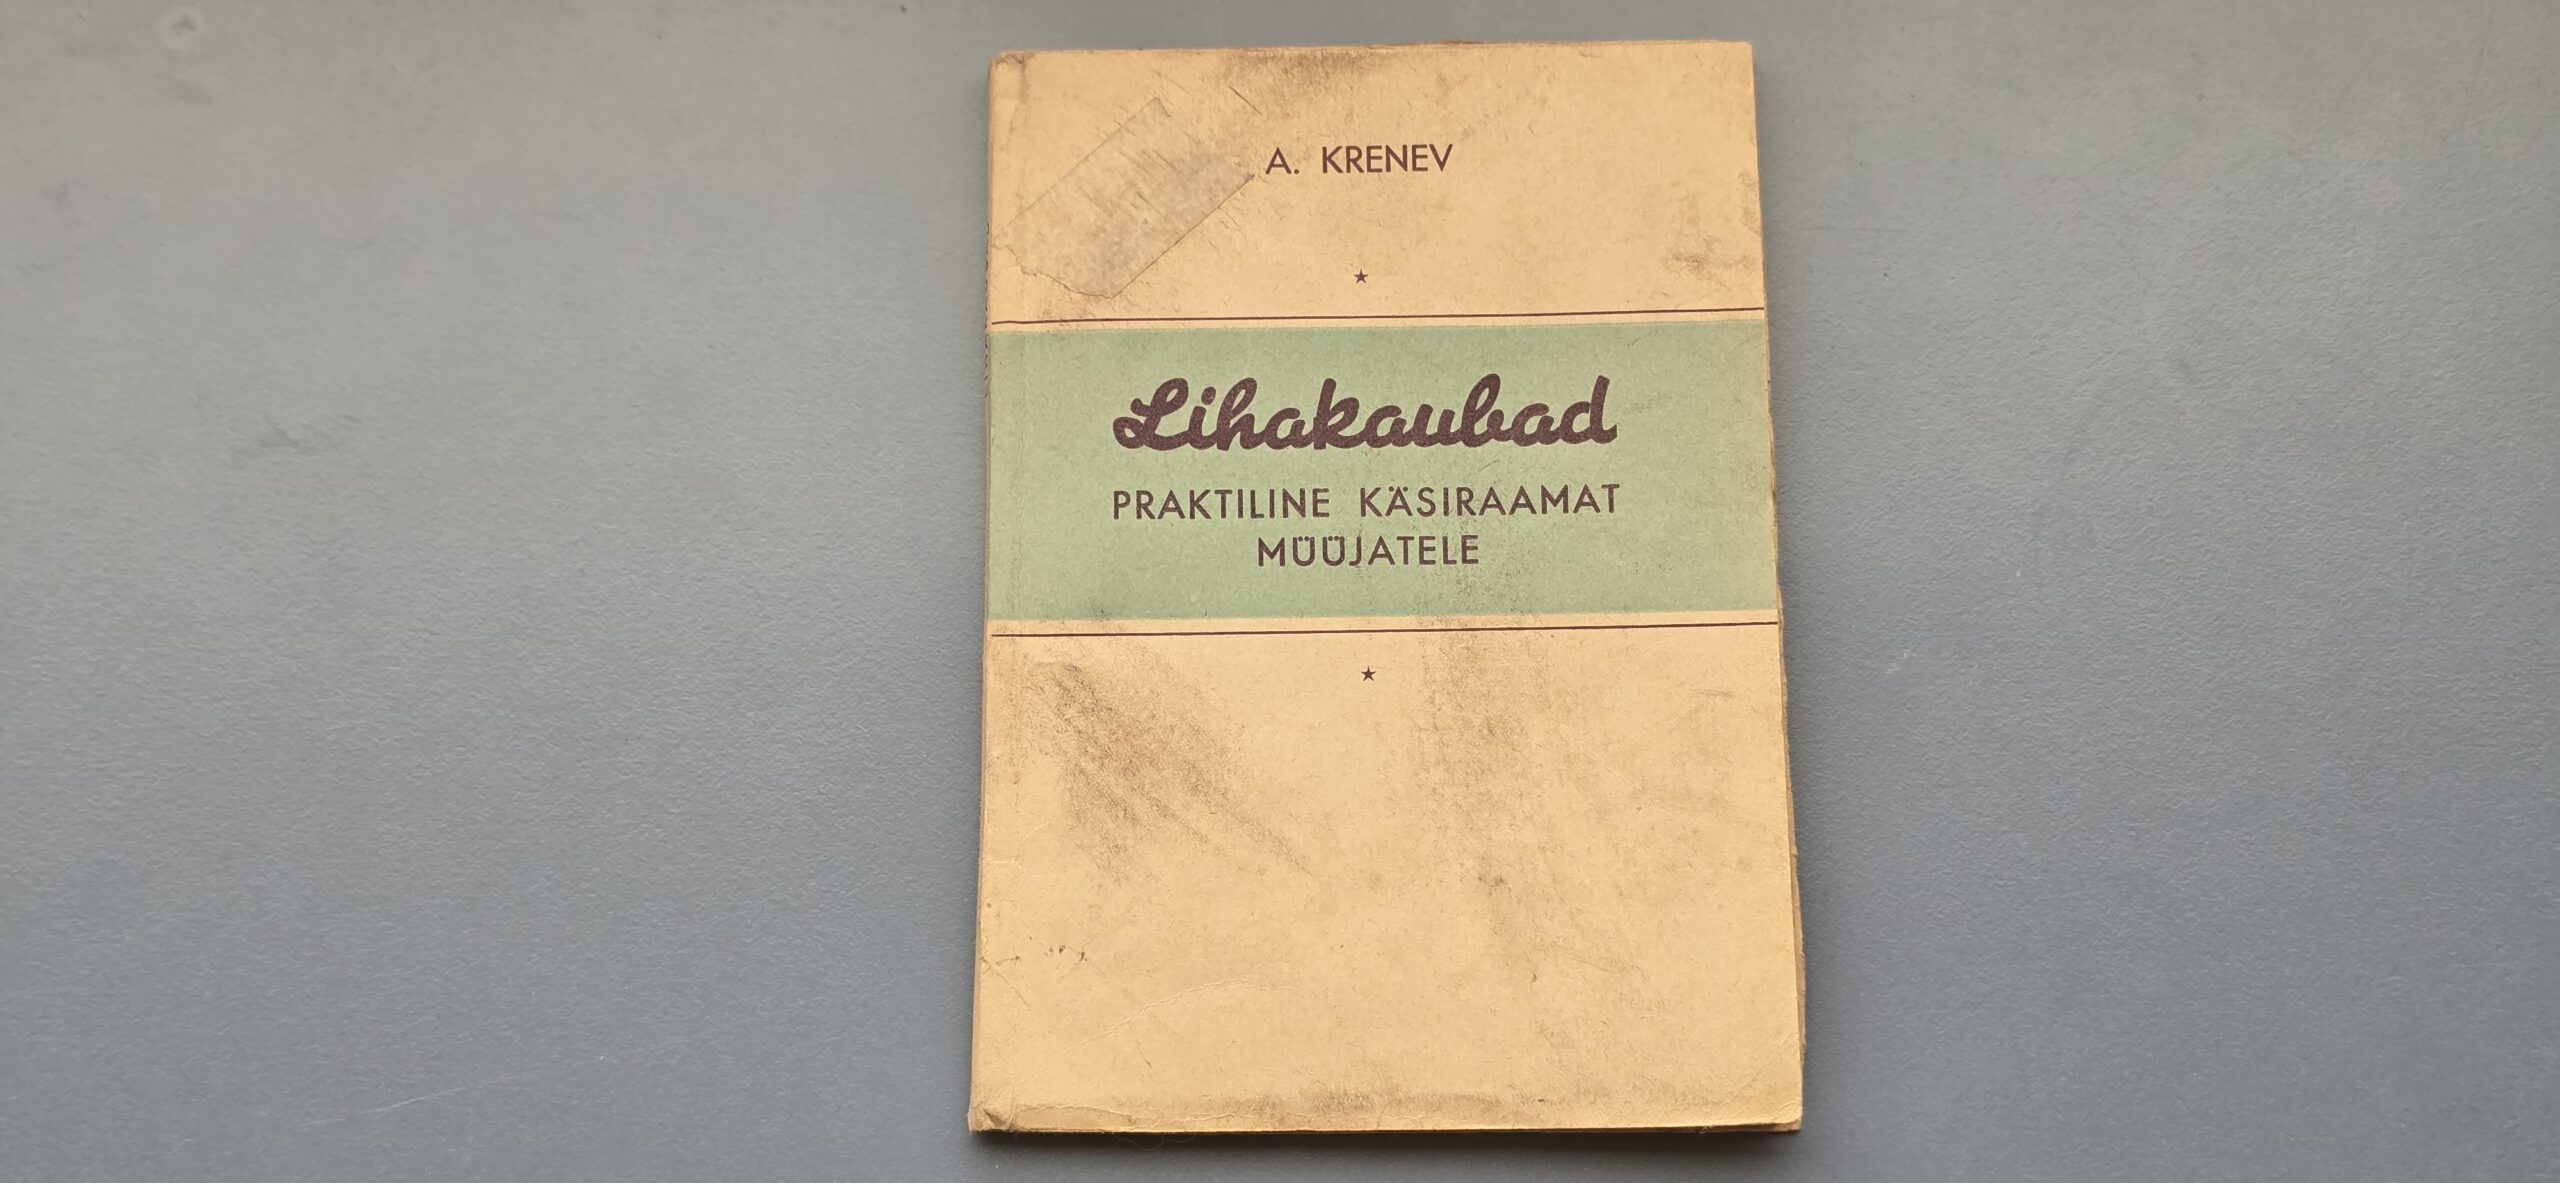 A. KRENEV
Lihakaubad
PRAKTILINE KÄSIRAAMAT
MÜÜJATELE